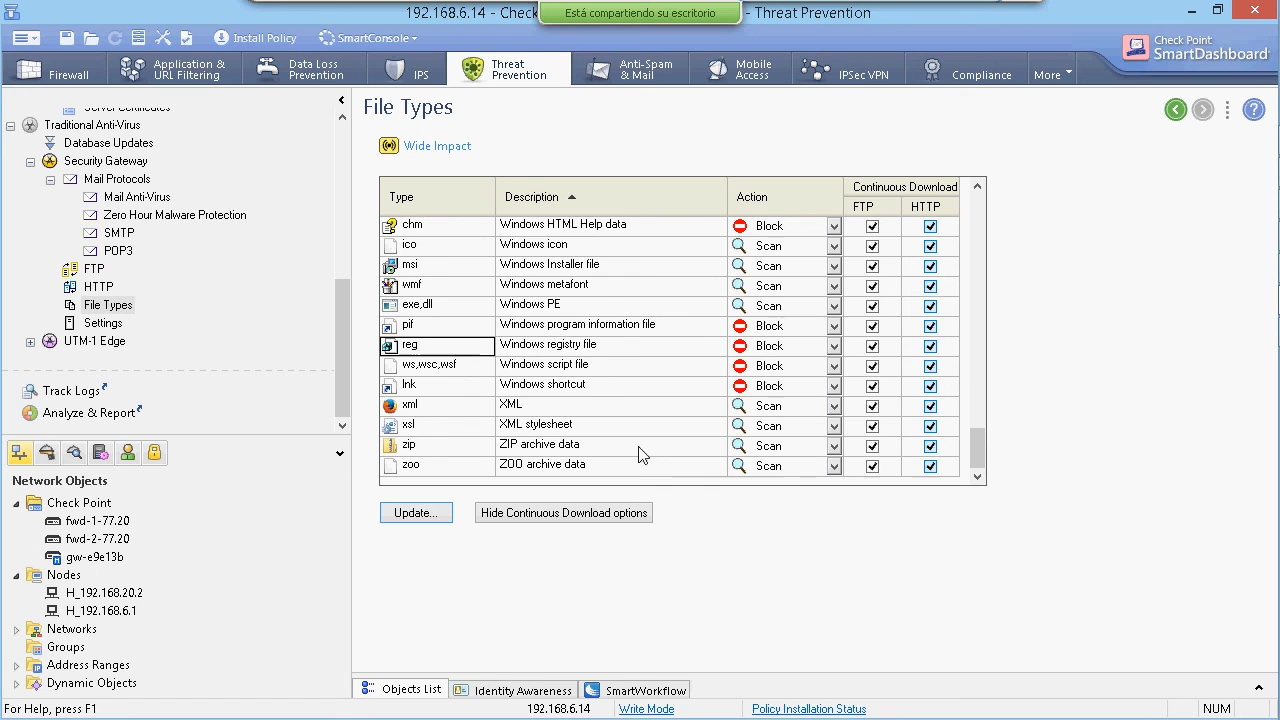 Está compartiendo su escritorio
192.168.6.14 - Check - Threat Prevention
Install Policy
SmartConsole
Firewall
Application & URL Filtering
Data Loss Prevention
IPS
Threat Prevention
Anti-Spam & Mail
Mobile Access
IPSec VPN
Compliance
More
Check Point
SmartDashboard
Server Certificates
Traditional Anti-Virus
Database Updates
Security Gateway
Mail Protocols
Mail Anti-Virus
Zero Hour Malware Protection
SMTP
POP3
FTP
HTTP
File Types
Settings
UTM-1 Edge
Track Logs
Analyze & Report
Network Objects
Check Point
fwd-1-77.20
fwd-2-77.20
gw-e9e13b
Nodes
H_192.168.20.2
H_192.168.6.1
Networks
Groups
Address Ranges
Dynamic Objects
File Types
Wide Impact
Type Description Action Continuous Download
FTP HTTP
chm Windows HTML Help data Block
ico Windows icon Scan
msi Windows Installer file Scan
wmf Windows metafont Scan
exe,dll Windows PE Scan
pif Windows program information file Block
reg Windows registry file Block
ws,wsc,wsf Windows script file Block
lnk Windows shortcut Block
xml XML Scan
xsl XML stylesheet Scan
zip ZIP archive data Scan
zoo ZOO archive data Scan
Update...
Hide Continuous Download options
Objects List
Identity Awareness
SmartWorkflow
For Help, press F1
192.168.6.14
Write Mode
Policy Installation Status
NUM